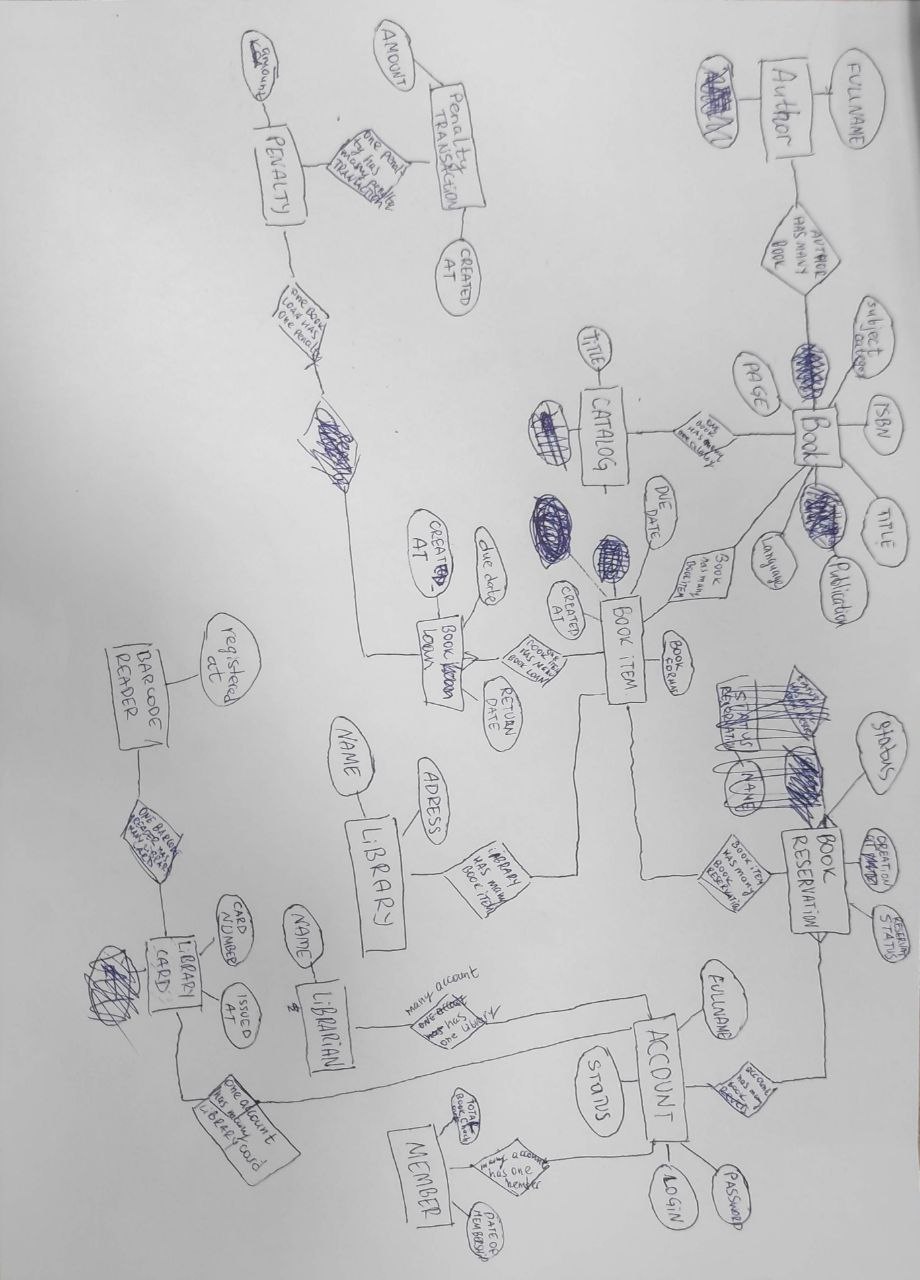 FULLNAME
Author
AUTHOR
HAS MANY
BOOK
subject
category
ISBN
TITLE
Publication
Language
PAGE
Book
BOOK
HAS many
CATALOG
TITLE
Book
has many
BOOK ITEM
DUE
DATE
CREATED
AT
BOOK
FORMAT
BOOK
ITEM
AMOUNT
Penalty
TRANSACTION
CREATED
AT
one penal
ty has
many penalty
TRANSACTION
amount
PENALTY
one BOOK
LOAN HAS
one penalty
CREATED
AT
due date
RETURN
DATE
BOOK
loan
BOOK ITEM
HAS MANY
BOOK LOAN
STATUS
RESERVATION
NAME
Status
CREATION
AT
RESERVATION
STATUS
BOOK
RESERVATION
BOOK ITEM
HAS many
BOOK
RESERVATION
NAME
ADRESS
LIBRARY
LIBRARY
HAS many
BOOK ITEM
registered
at
BARCODE
READER
ONE BARCODE
READER HAS
MANY LIBRARY
CARD
NUMBER
ISSUED
AT
LIBRARY
CARD
NAME
LIBRARIAN
many account
has
one librar
FULLNAME
STATUS
ACCOUNT
LOGIN
PASSWORD
account
has many
BOOK
one account
has many card
LIBRARY
TOTAL
BOOK
MEMBER
DATE OF
MEMBERSHIP
many account
has one
member